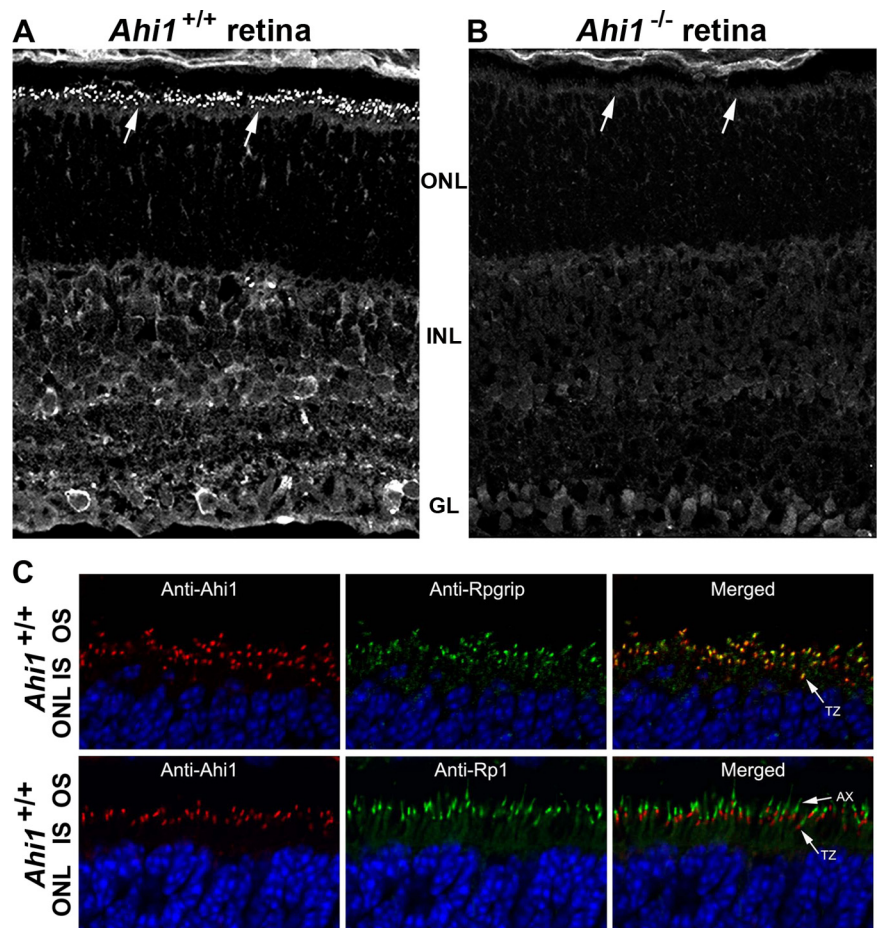 A Ahi1 +/+ retina
B Ahi1 -/- retina
ONL
INL
GL
C
Ahi1 +/+
ONL IS OS
Anti-Ahi1
Anti-Rpgrip
Merged
TZ
Ahi1 +/+
ONL IS OS
Anti-Ahi1
Anti-Rp1
Merged
AX
TZ